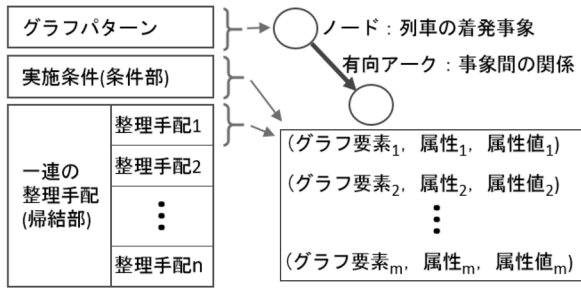 グラフパターン
ノード：列車の着発事象
有向アーク：事象間の関係
実施条件(条件部)
一連の
整理手配
(帰結部)
整理手配1
整理手配2
⋮
整理手配n
(グラフ要素1，属性1，属性値1)
(グラフ要素2，属性2，属性値2)
⋮
(グラフ要素m，属性m，属性値m)